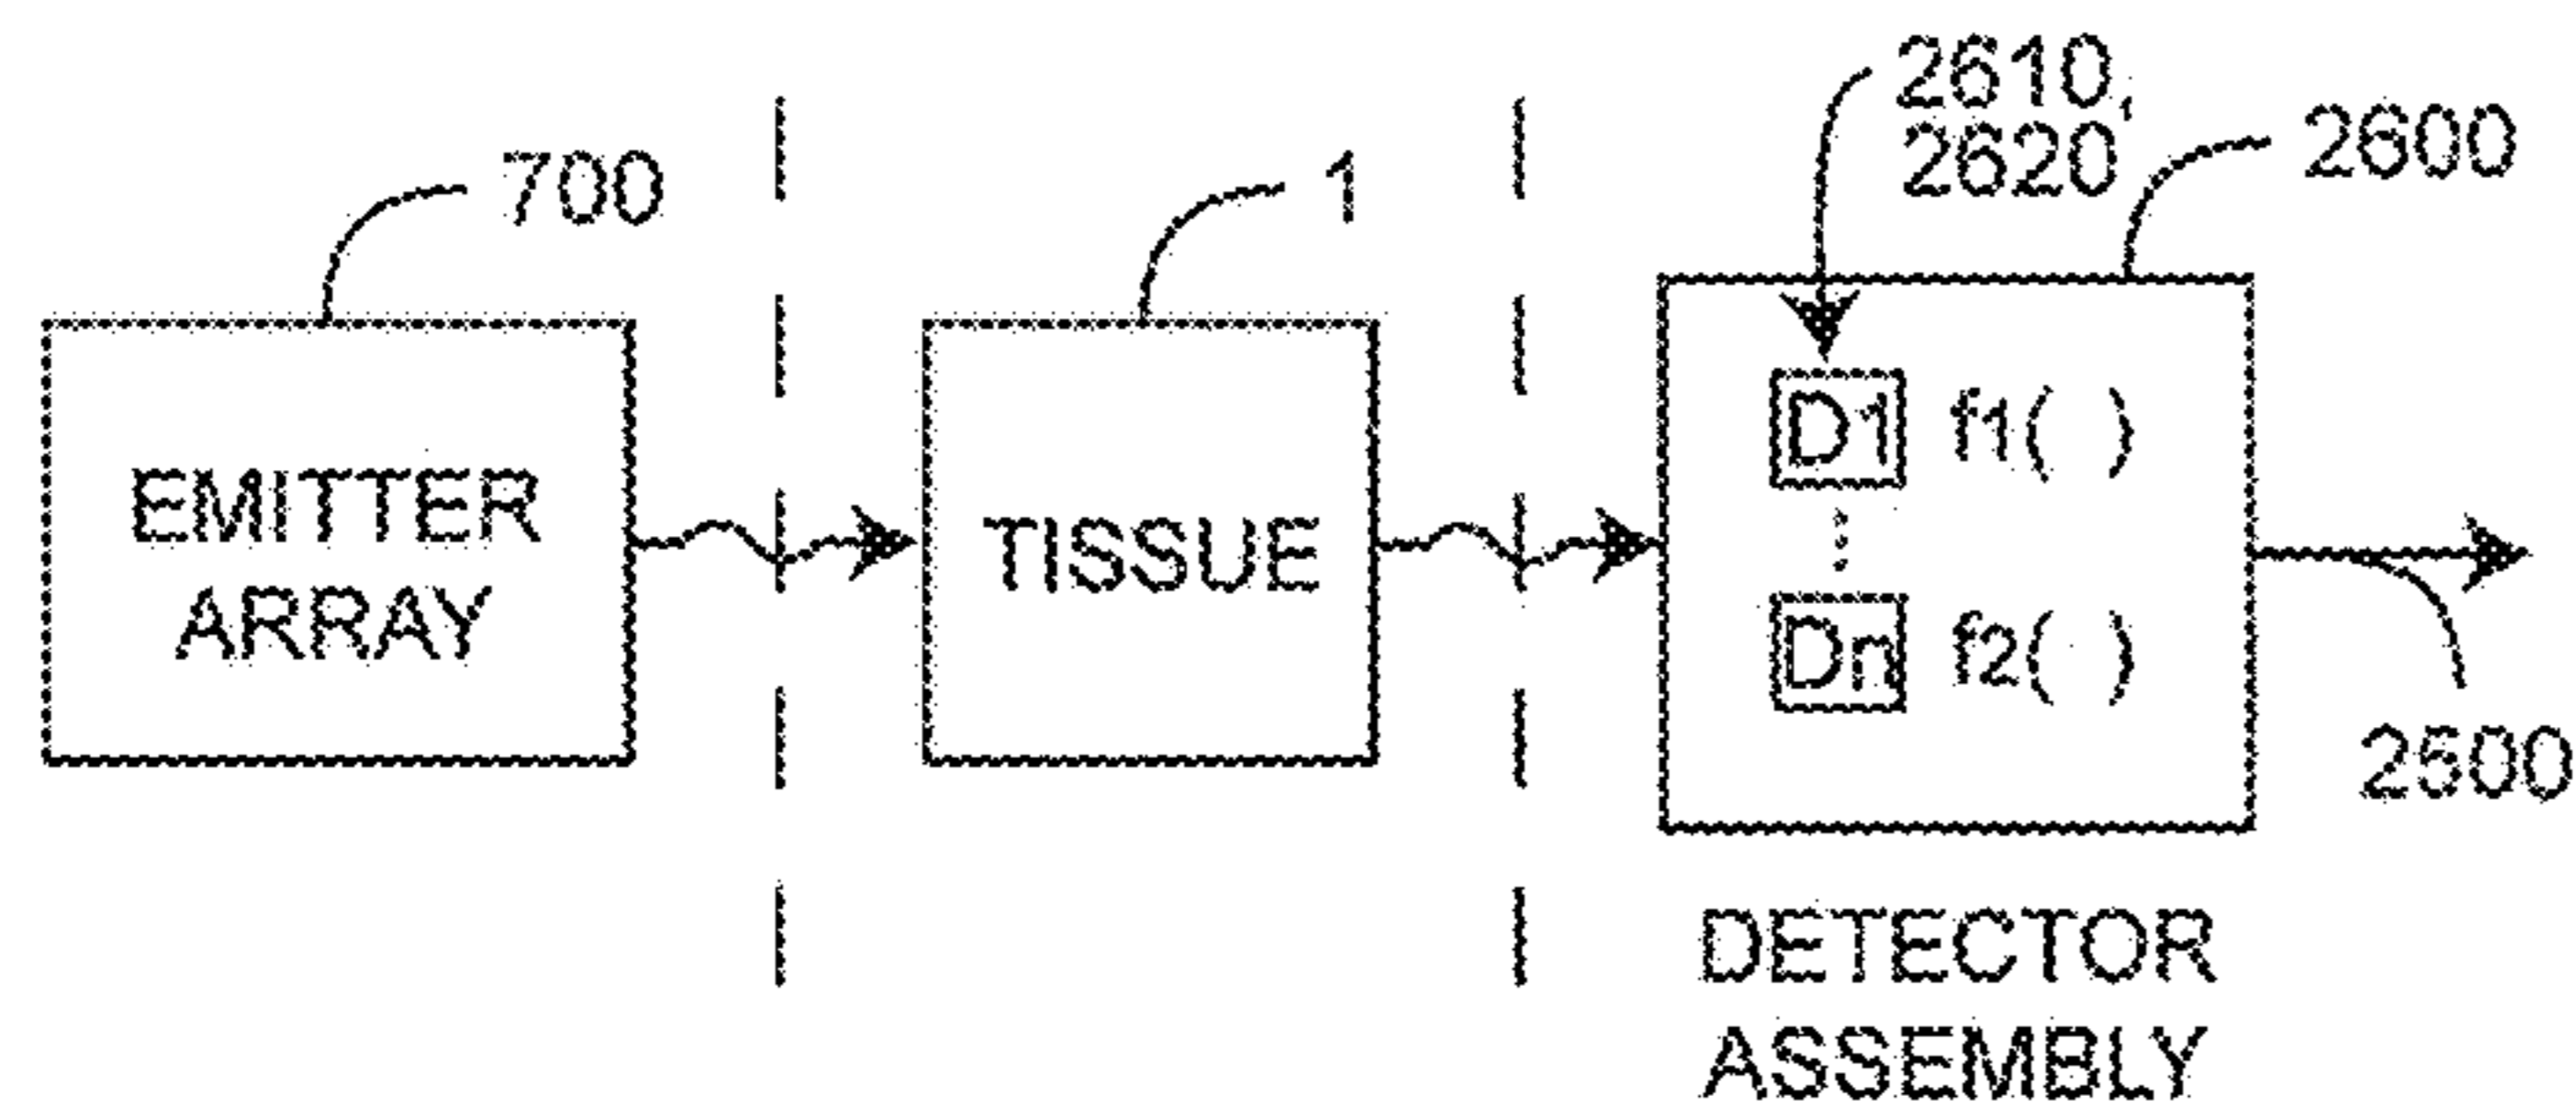 700
1
2610,
2620
2600
EMITTER
ARRAY
TISSUE
D1 f1( )
Dn f2( )
2500
DETECTOR
ASSEMBLY